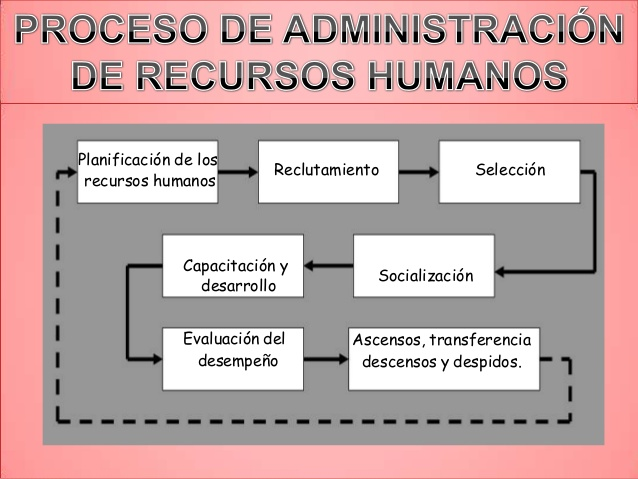 PROCESO DE ADMINISTRACIÓN
DE RECURSOS HUMANOS
Planificación de los
recursos humanos
Reclutamiento
Selección
Capacitación y
desarrollo
Socialización
Evaluación del
desempeño
Ascensos, transferencia
descensos y despidos.